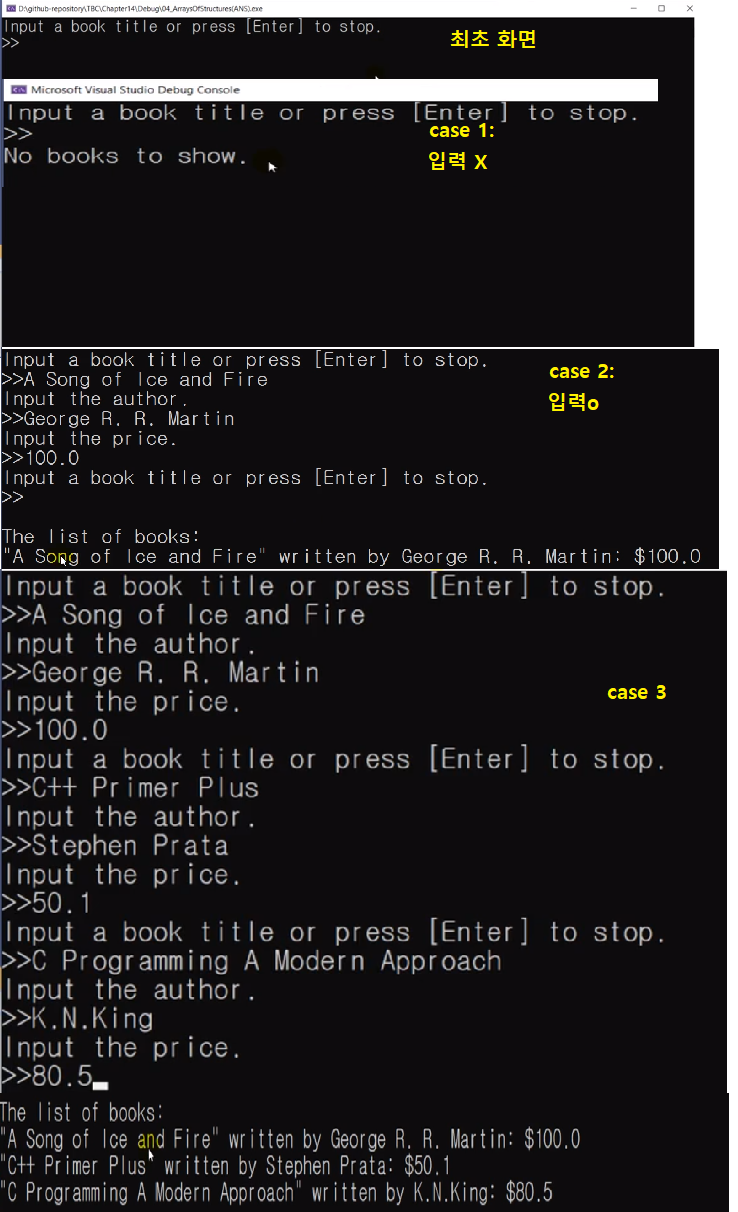 D:\github-repository\TBC\Chapter14\Debug\04_ArraysOfStructures(ANS).exe
Input a book title or press [Enter] to stop.
>>
최초 화면
Microsoft Visual Studio Debug Console
Input a book title or press [Enter] to stop.
>>
No books to show.
case 1:
입력 X
Input a book title or press [Enter] to stop.
>>A Song of Ice and Fire
Input the author.
>>George R. R. Martin
Input the price.
>>100.0
Input a book title or press [Enter] to stop.
>>
The list of books:
"A Song of Ice and Fire" written by George R. R. Martin: $100.0
case 2:
입력o
Input a book title or press [Enter] to stop.
>>A Song of Ice and Fire
Input the author.
>>George R. R. Martin
Input the price.
>>100.0
Input a book title or press [Enter] to stop.
>>C++ Primer Plus
Input the author.
>>Stephen Prata
Input the price.
>>50.1
Input a book title or press [Enter] to stop.
>>C Programming A Modern Approach
Input the author.
>>K.N.King
Input the price.
>>80.5
case 3
The list of books:
"A Song of Ice and Fire" written by George R. R. Martin: $100.0
"C++ Primer Plus" written by Stephen Prata: $50.1
"C Programming A Modern Approach" written by K.N.King: $80.5